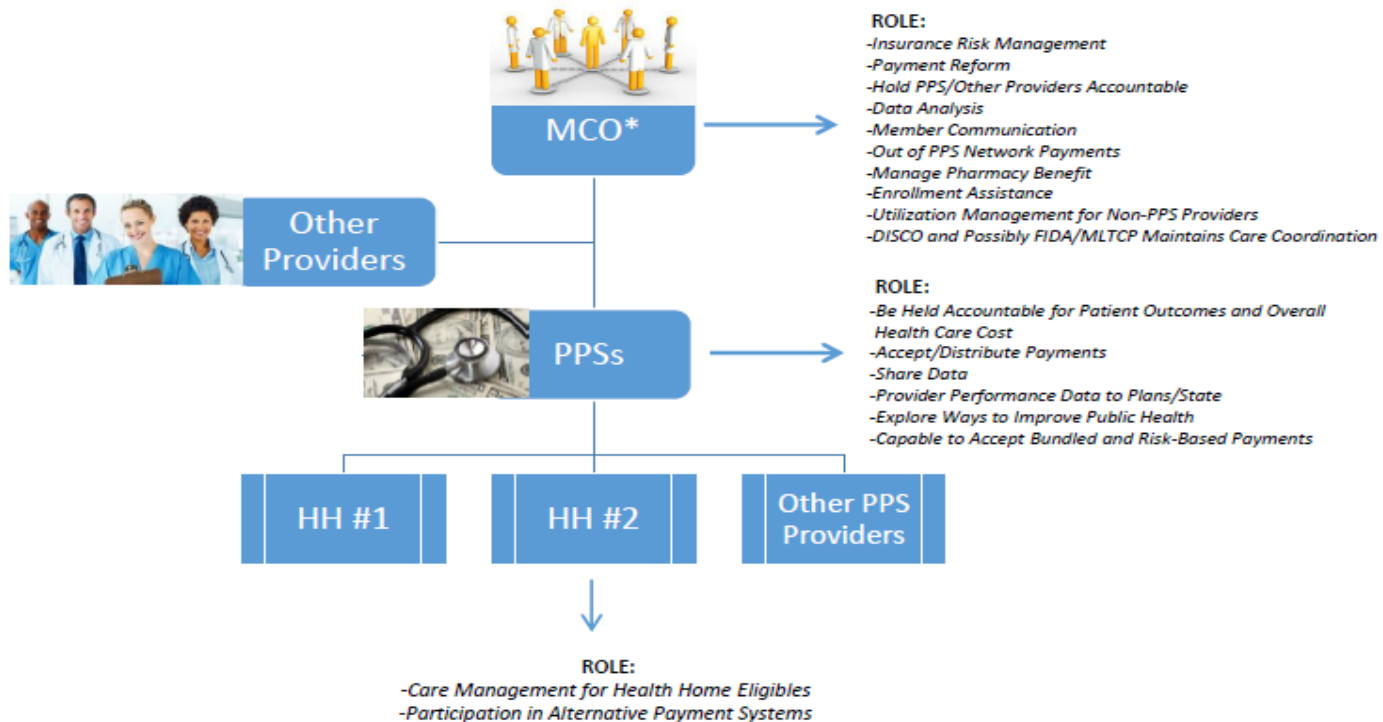 MCO*
ROLE:
-Insurance Risk Management
-Payment Reform
-Hold PPS/Other Providers Accountable
-Data Analysis
-Member Communication
-Out of PPS Network Payments
-Manage Pharmacy Benefit
-Enrollment Assistance
-Utilization Management for Non-PPS Providers
-DISCO and Possibly FIDA/MLTCP Maintains Care Coordination
Other
Providers
PPSs
ROLE:
-Be Held Accountable for Patient Outcomes and Overall
Health Care Cost
-Accept/Distribute Payments
-Share Data
-Provider Performance Data to Plans/State
-Explore Ways to Improve Public Health
-Capable to Accept Bundled and Risk-Based Payments
HH #1
HH #2
Other PPS
Providers
ROLE:
-Care Management for Health Home Eligibles
-Participation in Alternative Payment Systems